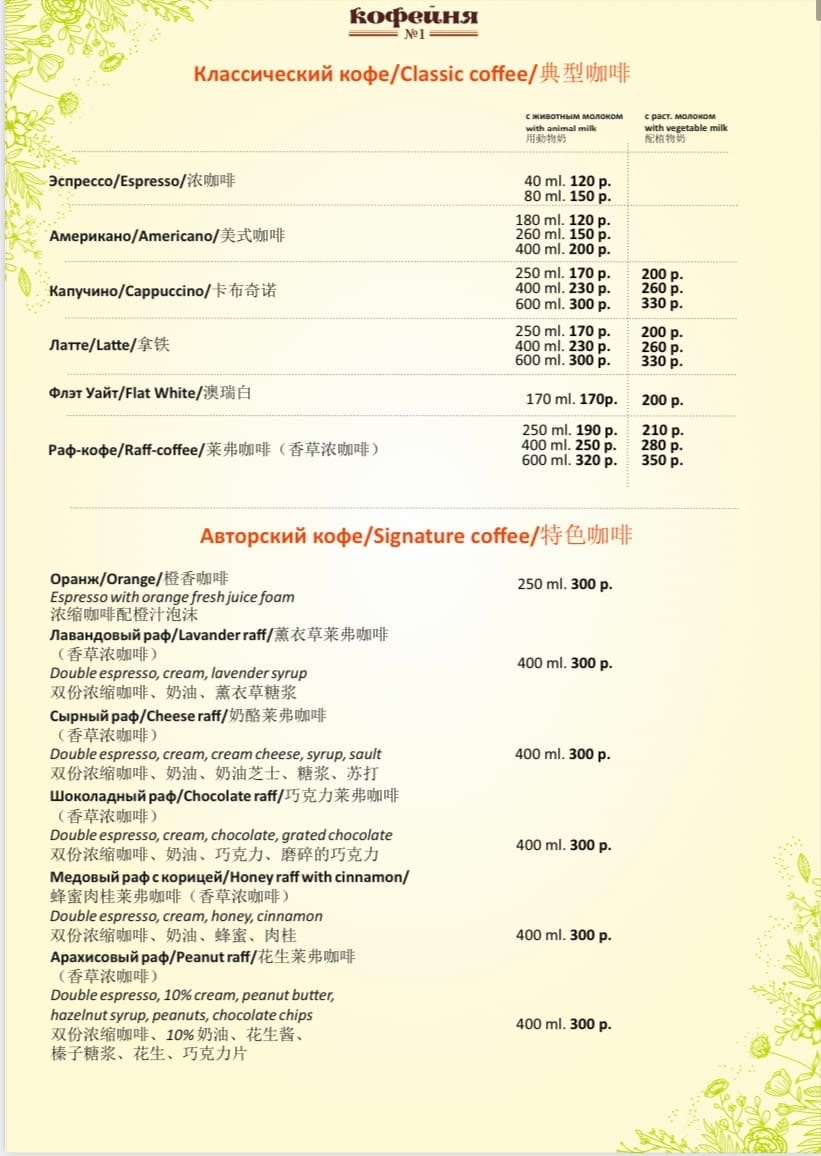 кофейня
№1
Классический кофе/Classic coffee/典型咖啡
с животным молоком с раст. молоком
with animal milk with vegetable milk
用動物奶 配植物奶
Эспрессо/Espresso/浓咖啡
40 ml. 120 р.
80 ml. 150 р.
Американо/Americano/美式咖啡
180 ml. 120 р.
260 ml. 150 р.
400 ml. 200 р.
Капучино/Cappuccino/卡布奇诺
250 ml. 170 р. 200 р.
400 ml. 230 р. 260 р.
600 ml. 300 р. 330 р.
Латте/Latte/拿铁
250 ml. 170 р. 200 р.
400 ml. 230 р. 260 р.
600 ml. 300 р. 330 р.
Флэт Уайт/Flat White/澳瑞白
170 ml. 170р. 200 р.
Раф-кофе/Raff-coffee/莱弗咖啡（香草浓咖啡）
250 ml. 190 р. 210 р.
400 ml. 250 р. 280 р.
600 ml. 320 р. 350 р.
Авторский кофе/Signature coffee/特色咖啡
Оранж/Orange/橙香咖啡
250 ml. 300 р.
Espresso with orange fresh juice foam
浓缩咖啡配橙汁泡沫
Лавандовый раф/Lavander raff/薰衣草莱弗咖啡
（香草浓咖啡）
400 ml. 300 р.
Double espresso, cream, lavender syrup
双份浓缩咖啡、奶油、薰衣草糖浆
Сырный раф/Cheese raff/奶酪莱弗咖啡
（香草浓咖啡）
Double espresso, cream, cream cheese, syrup, sault
400 ml. 300 р.
双份浓缩咖啡、奶油、奶油芝士、糖浆、苏打
Шоколадный раф/Chocolate raff/巧克力莱弗咖啡
（香草浓咖啡）
Double espresso, cream, chocolate, grated chocolate
400 ml. 300 р.
双份浓缩咖啡、奶油、巧克力、磨碎的巧克力
Медовый раф с корицей/Honey raff with cinnamon/
蜂蜜肉桂莱弗咖啡（香草浓咖啡）
Double espresso, cream, honey, cinnamon
双份浓缩咖啡、奶油、蜂蜜、肉桂
400 ml. 300 р.
Арахисовый раф/Peanut raff/花生莱弗咖啡
（香草浓咖啡）
Double espresso, 10% cream, peanut butter,
hazelnut syrup, peanuts, chocolate chips
400 ml. 300 р.
双份浓缩咖啡、10% 奶油、花生酱、
榛子糖浆、花生、巧克力片